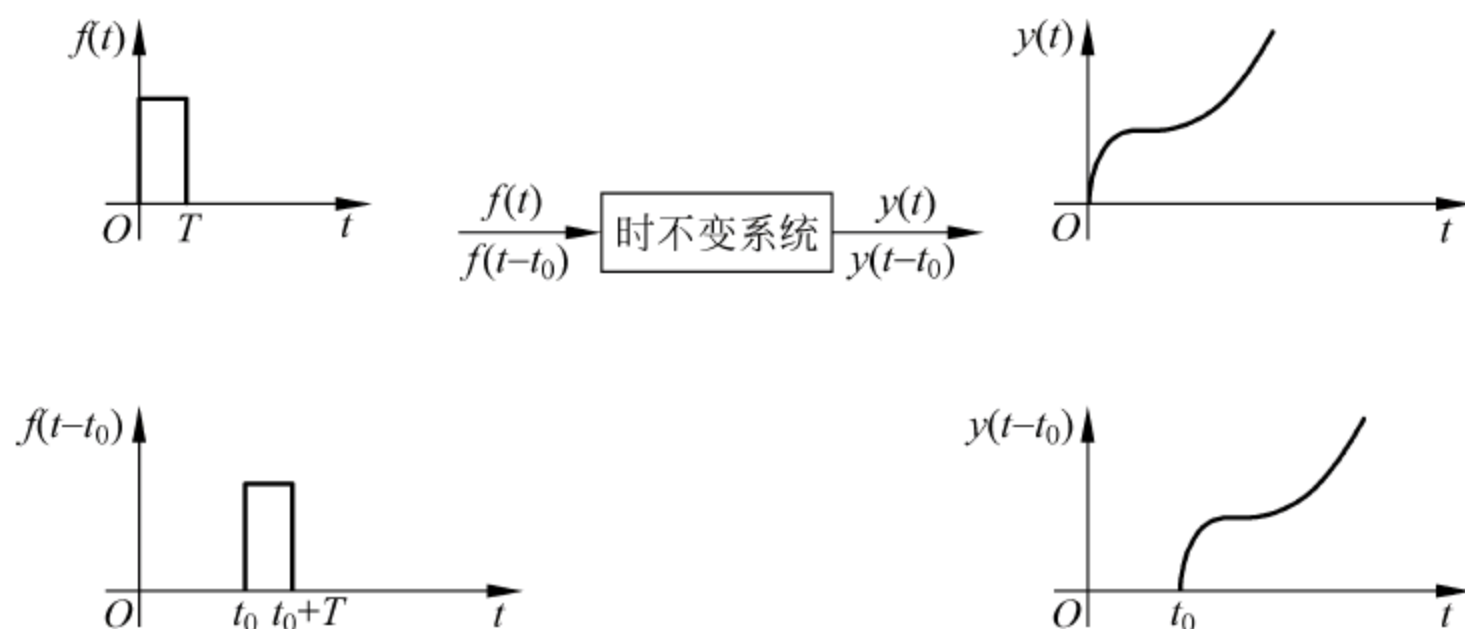 f(t)
O T t
f(t)
f(t−t₀)
时不变系统
y(t)
y(t−t₀)
y(t)
O t
f(t−t₀)
O t₀ t₀+T t
y(t−t₀)
O t₀ t